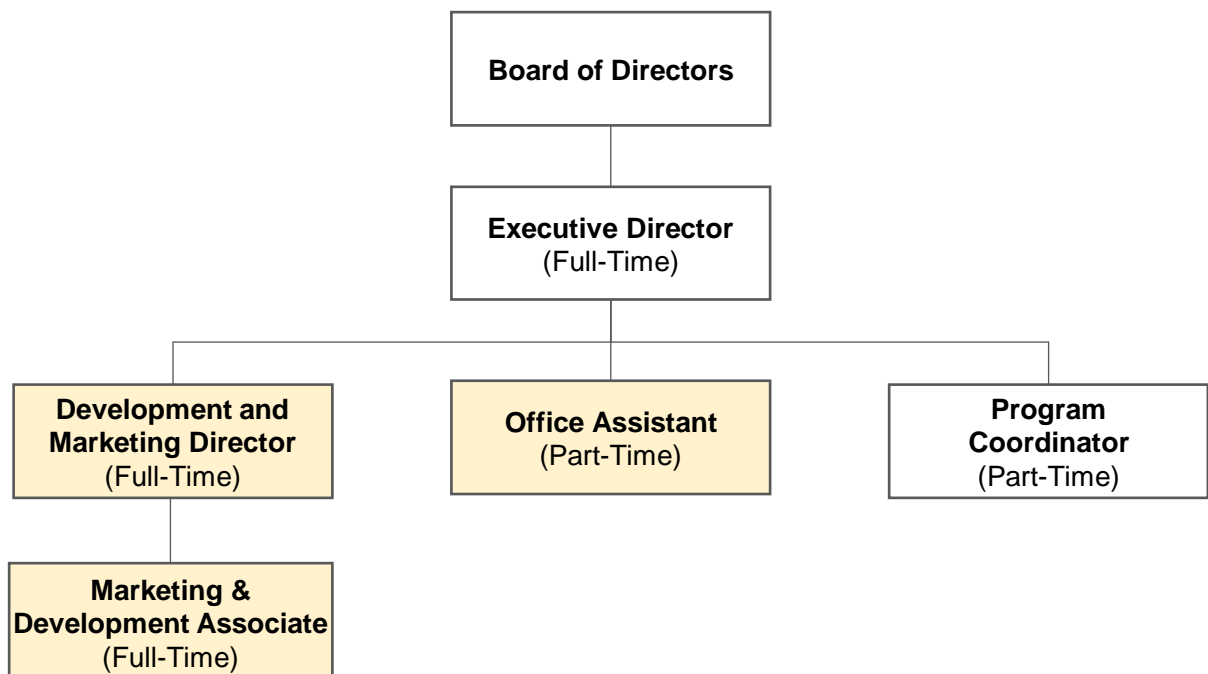 Board of Directors
Executive Director
(Full-Time)
Development and
Marketing Director
(Full-Time)
Office Assistant
(Part-Time)
Program
Coordinator
(Part-Time)
Marketing &
Development Associate
(Full-Time)